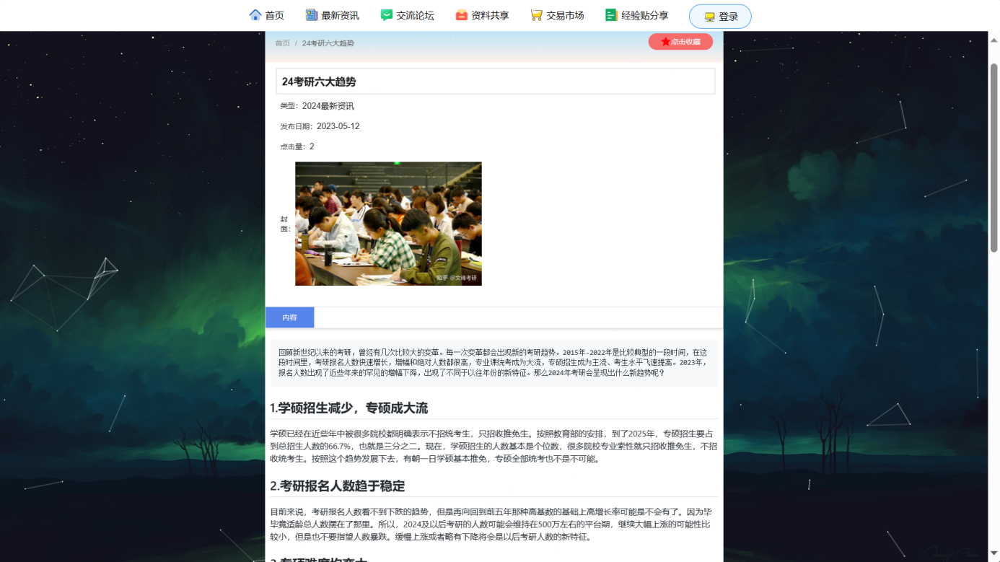 首页 最新资讯 交流论坛 资料共享 交易市场 经验贴分享 登录
首页 / 24考研六大趋势
点击收藏
24考研六大趋势
类型：2024最新资讯
发布日期：2023-05-12
点击量：2
封
面：
知乎 @文缘考研
内容
回顾新世纪以来的考研，曾经有几次比较大的变革。每一次变革都会出现新的考研趋势。2015年-2022年是比较典型的一段时间，在这
段时间里，考研报名人数快速增长，增幅和绝对人数都很高，专业课统考成为大流，专硕招生成为主流、考生水平飞速提高。2023年，
报名人数出现了近些年来的罕见的增幅下降，出现了不同于以往年份的新特征。那么2024年考研会呈现出什么新趋势呢？
1.学硕招生减少，专硕成大流
学硕已经在近些年中被很多院校都明确表示不招统考生，只招收推免生。按照教育部的安排，到了2025年，专硕招生要占
到总招生人数的66.7%，也就是三分之二。现在，学硕招生的人数基本是个位数，很多院校专业索性就只招收推免生，不招
收统考生。按照这个趋势发展下去，有朝一日学硕基本推免，专硕全部统考也不是不可能。
2.考研报名人数趋于稳定
目前来说，考研报名人数看不到下跌的趋势，但是再向回到前五年那种高基数的基础上高增长率可能是不会有了。因为毕
毕竟适龄总人数摆在了那里。所以，2024及以后考研的人数可能会维持在500万左右的平台期，继续大幅上涨的可能性比
较小，但是也不要指望人数暴跌。缓慢上涨或者略有下降将会是以后考研人数的新特征。